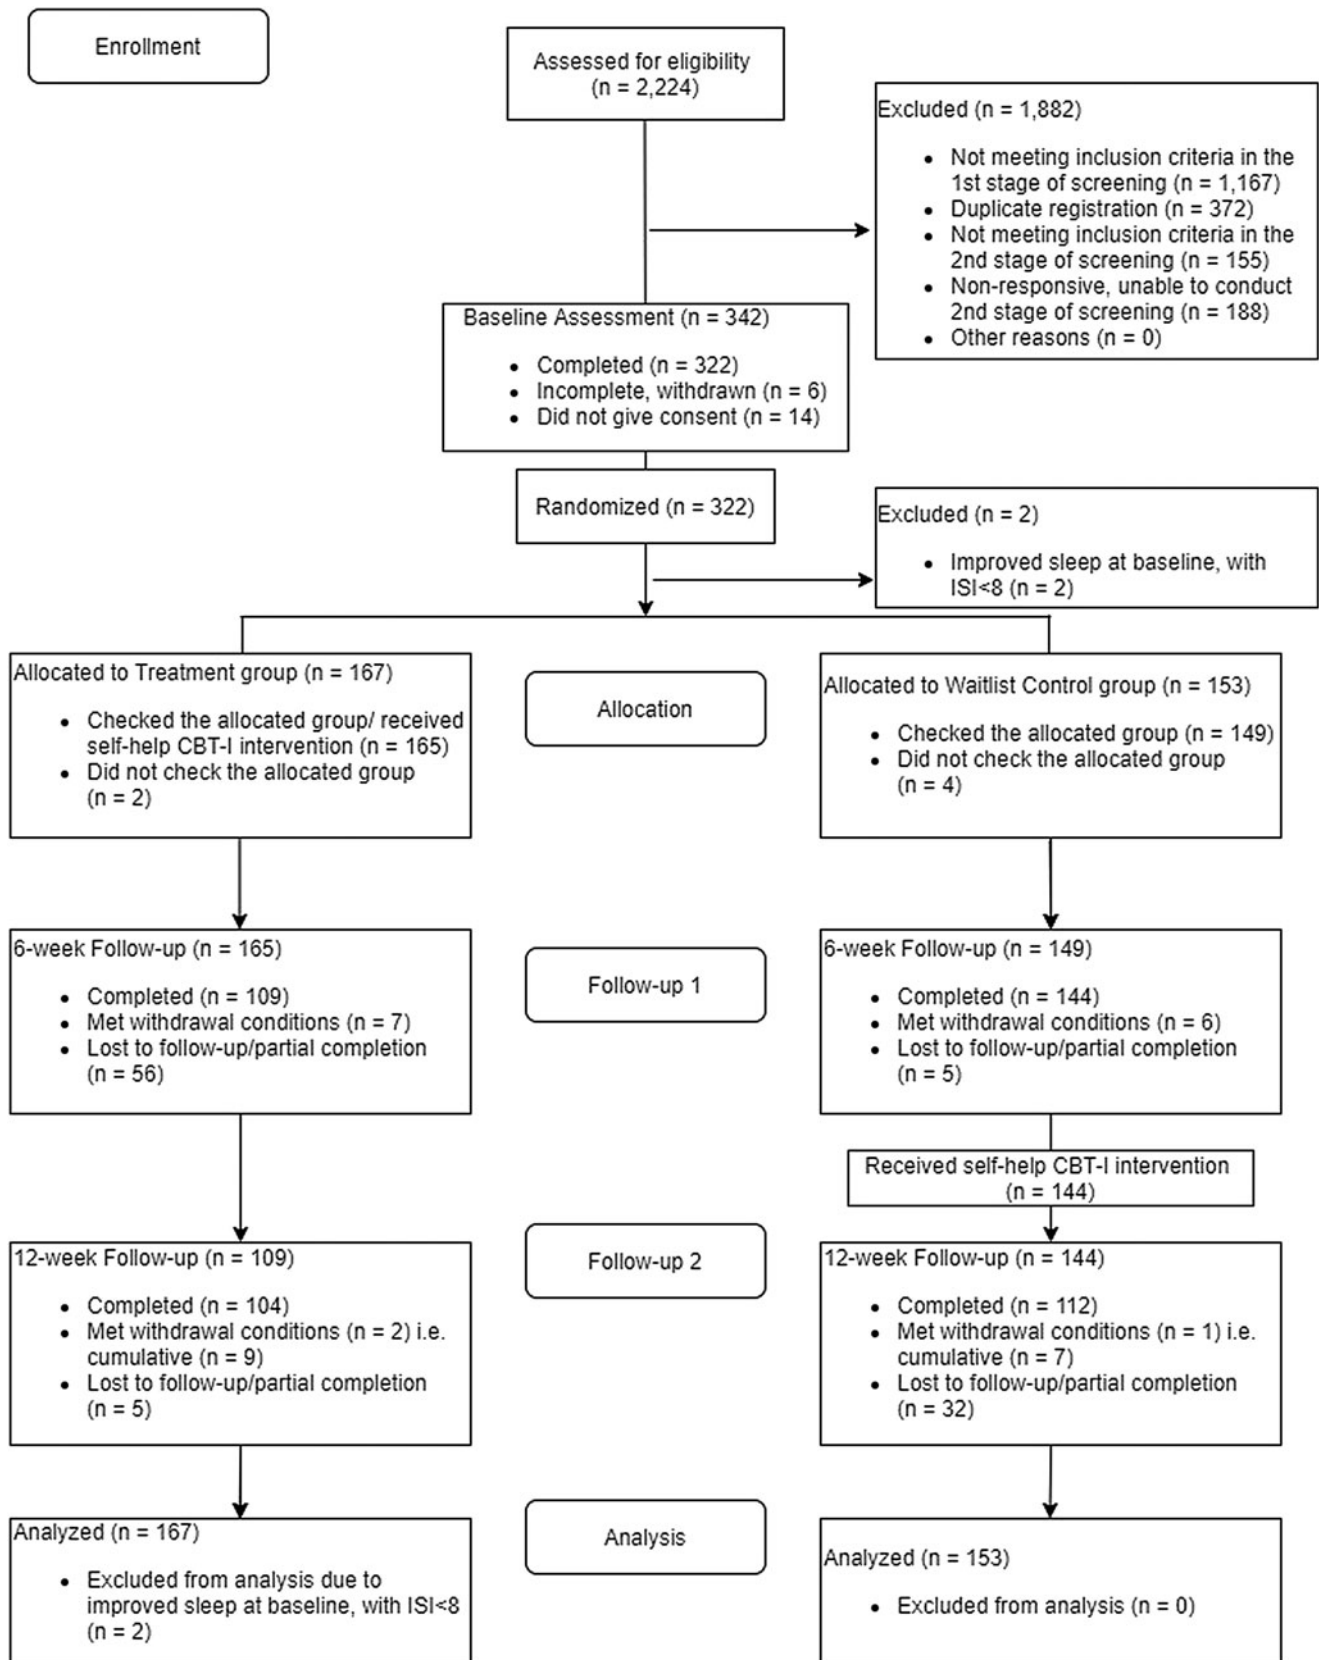 Enrollment
Assessed for eligibility
(n = 2,224)
Excluded (n = 1,882)
• Not meeting inclusion criteria in the
1st stage of screening (n = 1,167)
• Duplicate registration (n = 372)
• Not meeting inclusion criteria in the
2nd stage of screening (n = 155)
• Non-responsive, unable to conduct
2nd stage of screening (n = 188)
• Other reasons (n = 0)
Baseline Assessment (n = 342)
• Completed (n = 322)
• Incomplete, withdrawn (n = 6)
• Did not give consent (n = 14)
Randomized (n = 322)
Excluded (n = 2)
• Improved sleep at baseline, with
ISI<8 (n = 2)
Allocated to Treatment group (n = 167)
• Checked the allocated group/ received
self-help CBT-I intervention (n = 165)
• Did not check the allocated group
(n = 2)
Allocation
Allocated to Waitlist Control group (n = 153)
• Checked the allocated group (n = 149)
• Did not check the allocated group
(n = 4)
6-week Follow-up (n = 165)
• Completed (n = 109)
• Met withdrawal conditions (n = 7)
• Lost to follow-up/partial completion
(n = 56)
Follow-up 1
6-week Follow-up (n = 149)
• Completed (n = 144)
• Met withdrawal conditions (n = 6)
• Lost to follow-up/partial completion
(n = 5)
Received self-help CBT-I intervention
(n = 144)
12-week Follow-up (n = 109)
• Completed (n = 104)
• Met withdrawal conditions (n = 2) i.e.
cumulative (n = 9)
• Lost to follow-up/partial completion
(n = 5)
Follow-up 2
12-week Follow-up (n = 144)
• Completed (n = 112)
• Met withdrawal conditions (n = 1) i.e.
cumulative (n = 7)
• Lost to follow-up/partial completion
(n = 32)
Analyzed (n = 167)
• Excluded from analysis due to
improved sleep at baseline, with ISI<8
(n = 2)
Analysis
Analyzed (n = 153)
• Excluded from analysis (n = 0)